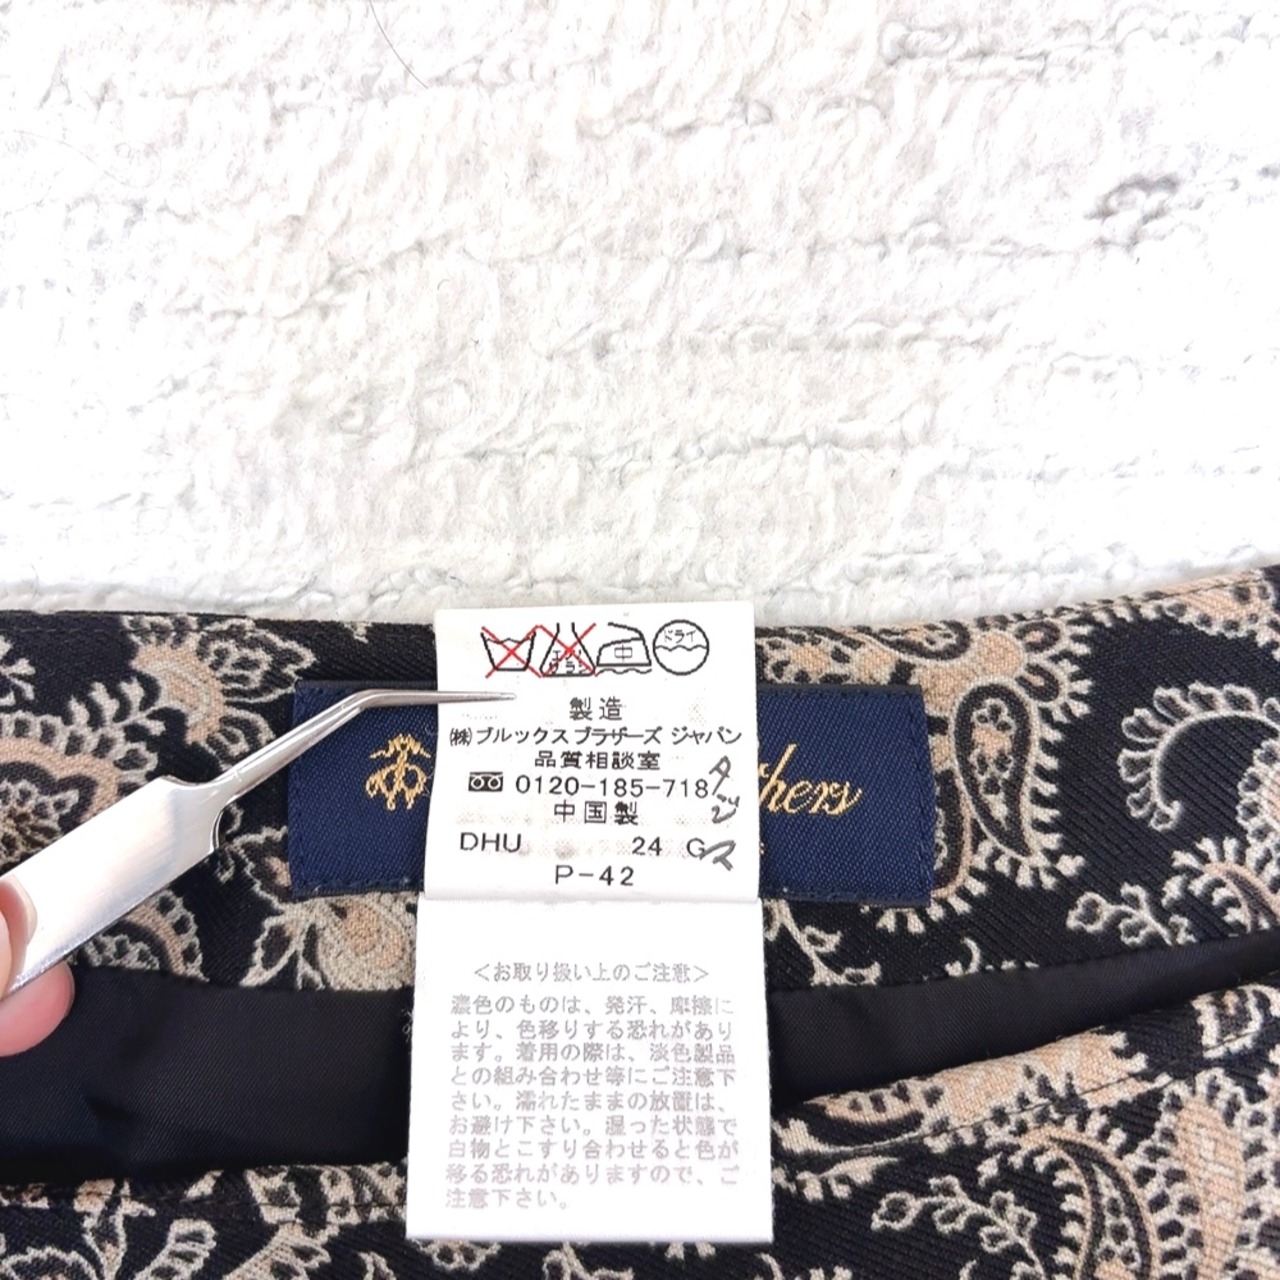 エンソ
サラシ
中
ドライ
製造
(株)ブルックスブラザーズ ジャパン
品質相談室
0120-185-718
中国製
DHU 24 G
P-42
hers
<お取り扱い上のご注意>
濃色のものは、発汗、摩擦に
より、色移りする恐れがあり
ます。着用の際は、淡色製品
との組み合わせ等にご注意下
さい。濡れたままの放置は、
お避け下さい。湿った状態で
白物とこすり合わせると色が
移る恐れがありますので、ご
注意下さい。